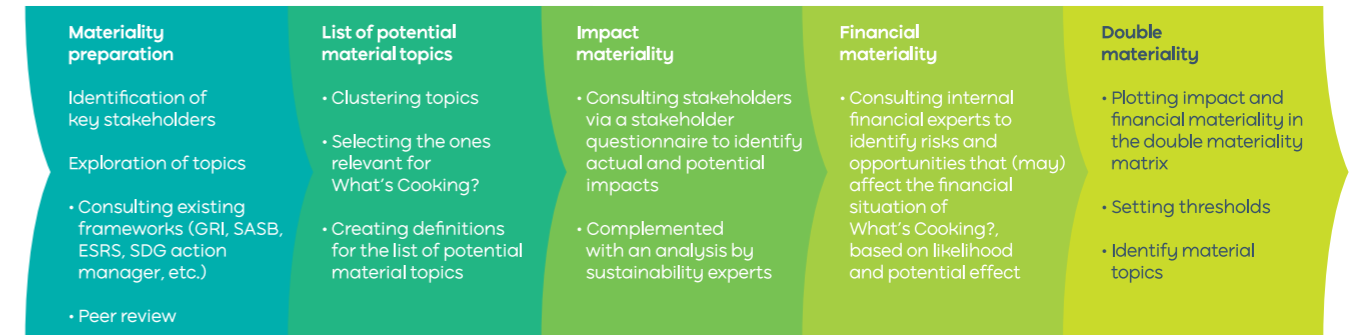 Materiality
preparation
Identification of
key stakeholders
Exploration of topics
• Consulting existing
frameworks (GRI, SASB,
ESRS, SDG action
manager, etc.)
• Peer review
List of potential
material topics
• Clustering topics
• Selecting the ones
relevant for
What's Cooking?
• Creating definitions
for the list of potential
material topics
Impact
materiality
• Consulting stakeholders
via a stakeholder
questionnaire to identify
actual and potential
impacts
• Complemented
with an analysis by
sustainability experts
Financial
materiality
• Consulting internal
financial experts to
identify risks and
opportunities that (may)
affect the financial
situation of
What's Cooking?,
based on likelihood
and potential effect
Double
materiality
• Plotting impact and
financial materiality in
the double materiality
matrix
• Setting thresholds
• Identify material
topics